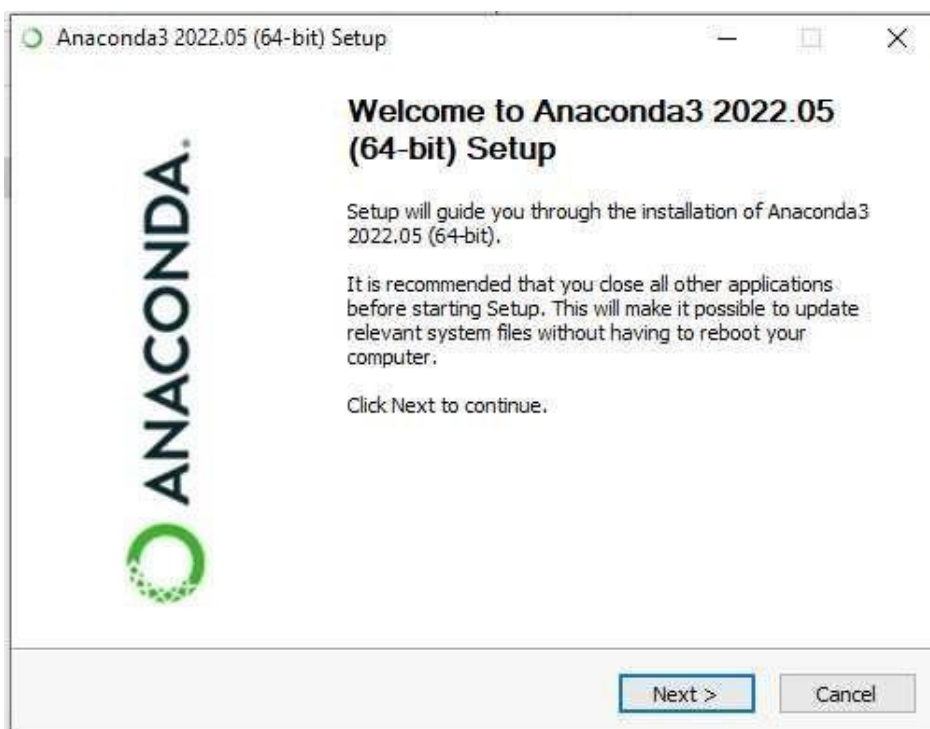 Anaconda3 2022.05 (64-bit) Setup
ANACONDA.
Welcome to Anaconda3 2022.05
(64-bit) Setup
Setup will guide you through the installation of Anaconda3
2022.05 (64-bit).
It is recommended that you close all other applications
before starting Setup. This will make it possible to update
relevant system files without having to reboot your
computer.
Click Next to continue.
Next >
Cancel